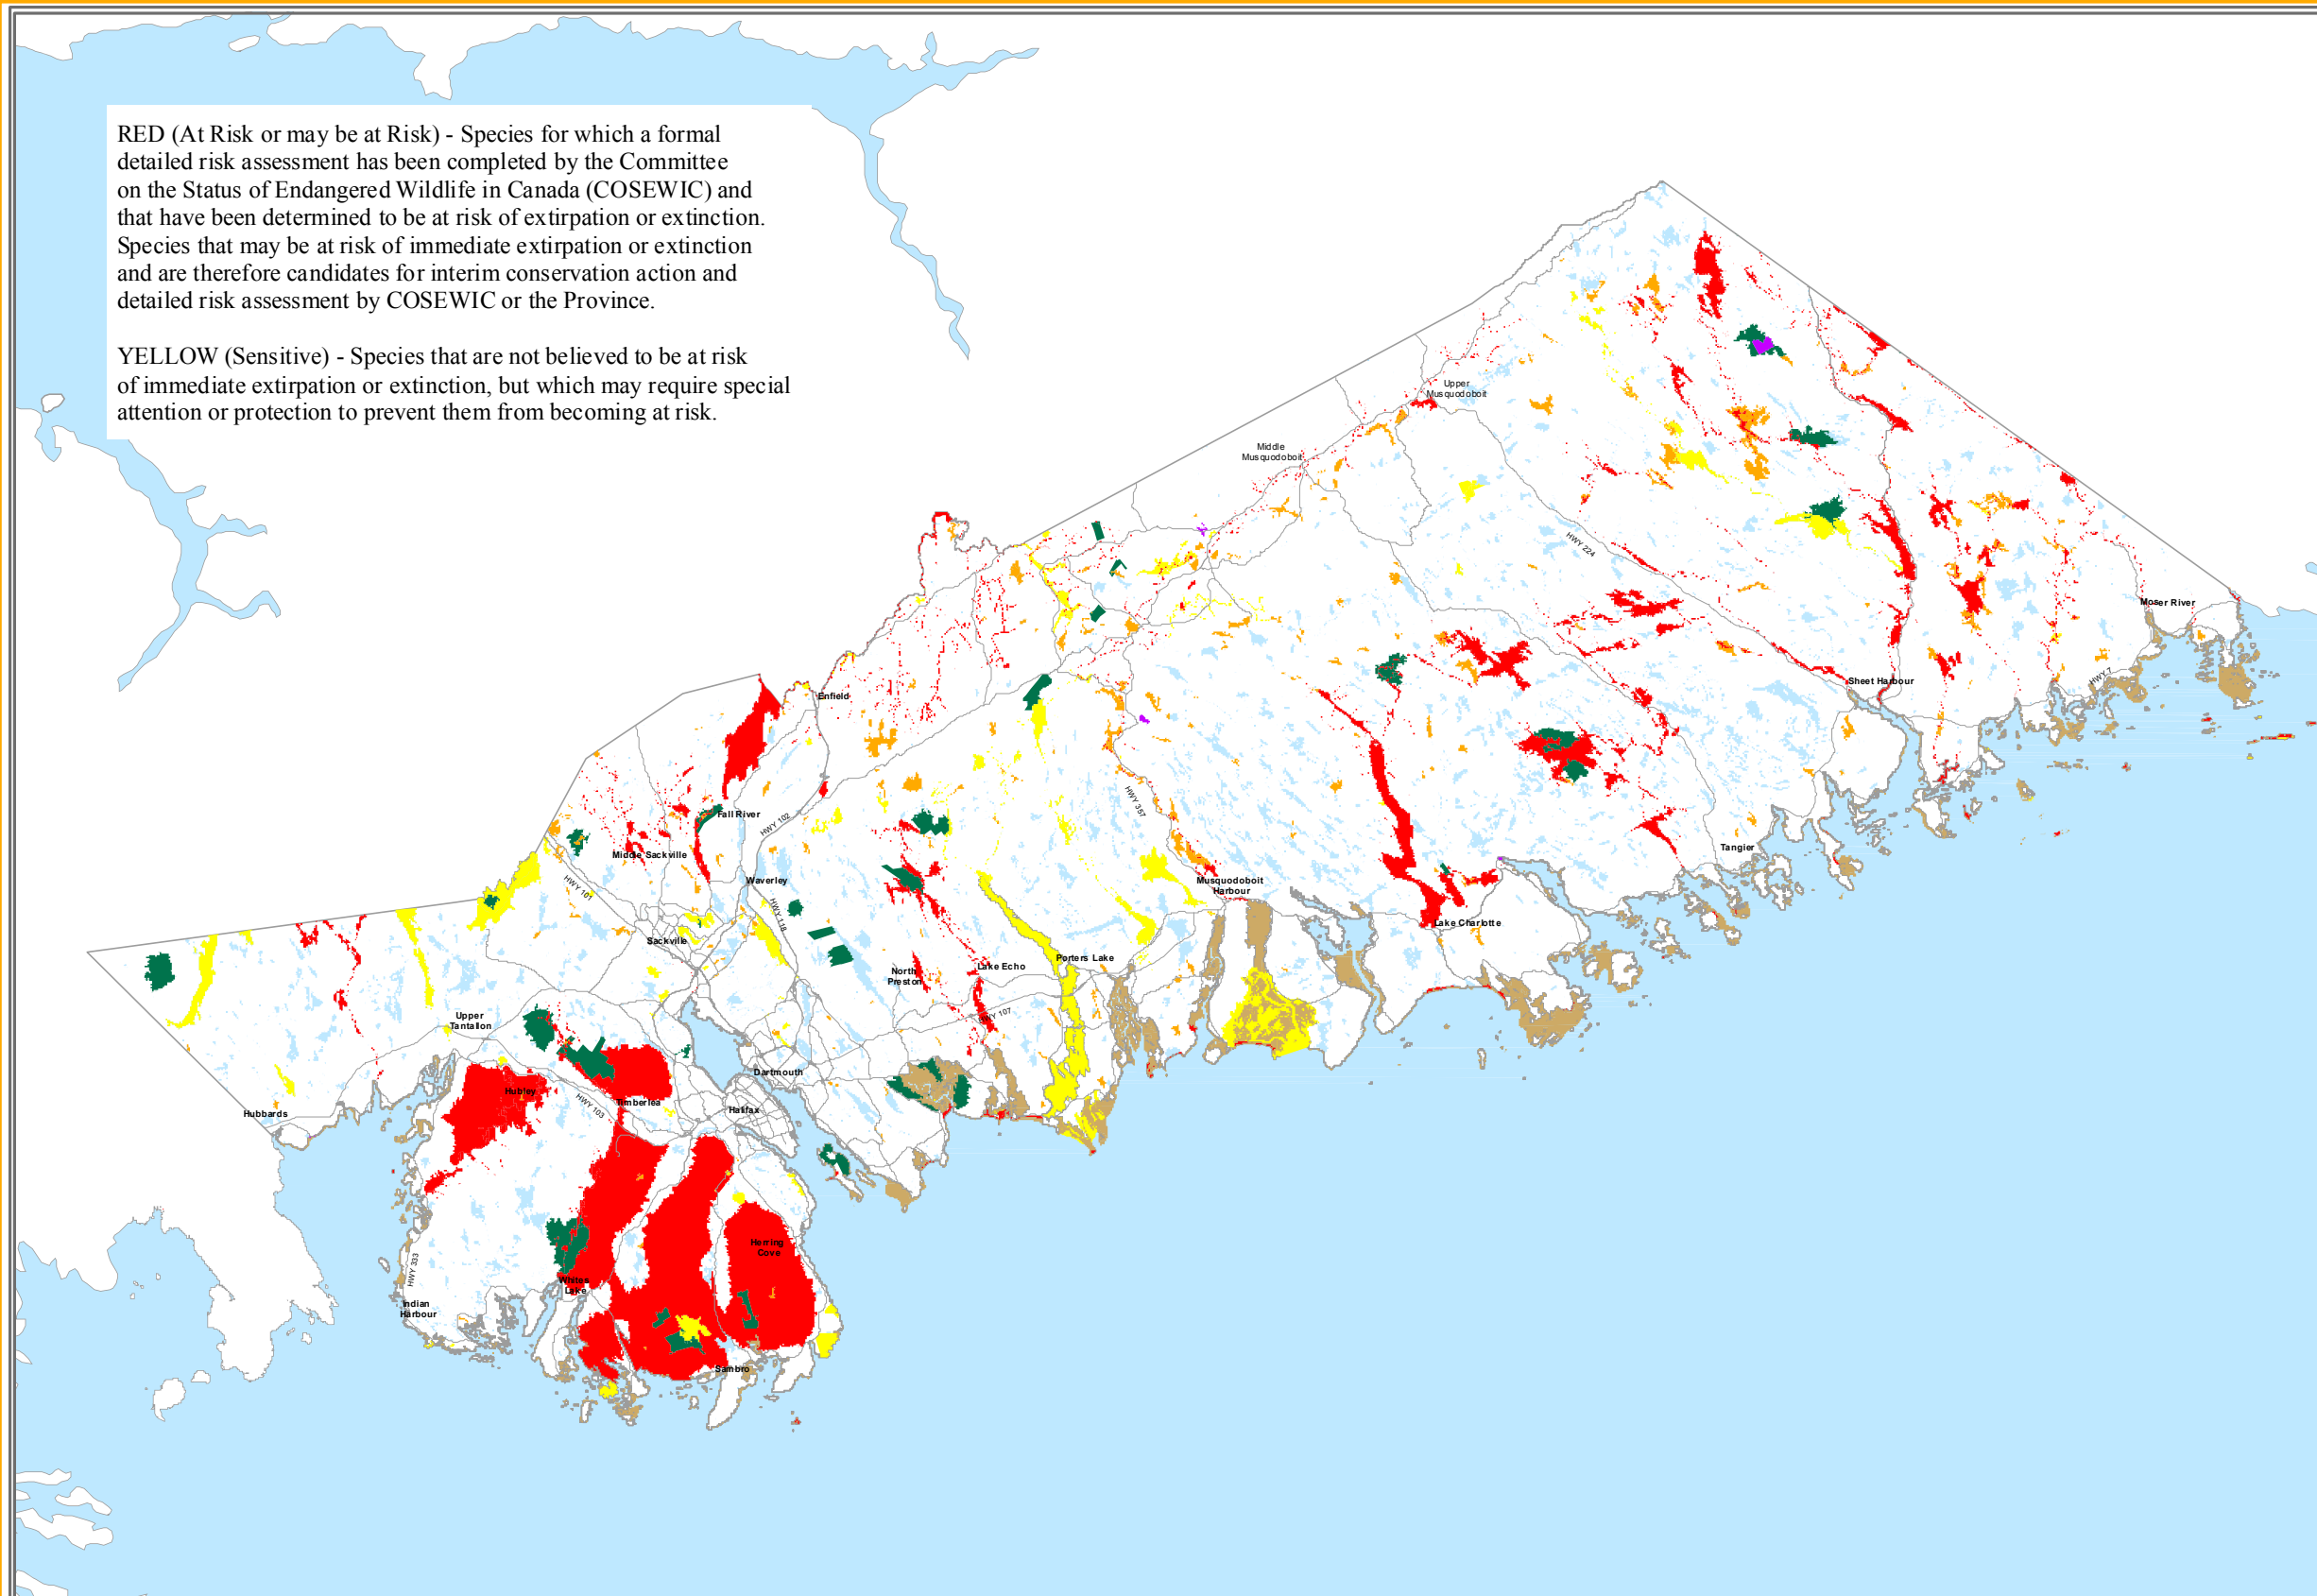 RED (At Risk or may be at Risk) - Species for which a formal
detailed risk assessment has been completed by the Committee
on the Status of Endangered Wildlife in Canada (COSEWIC) and
that have been determined to be at risk of extirpation or extinction.
Species that may be at risk of immediate extirpation or extinction
and are therefore candidates for interim conservation action and
detailed risk assessment by COSEWIC or the Province.
YELLOW (Sensitive) - Species that are not believed to be at risk
of immediate extirpation or extinction, but which may require special
attention or protection to prevent them from becoming at risk.
Upper
Musquodoboit
Middle
Musquodoboit
HWY 224
Moser River
HWY 7
Sheet Harbour
Enfield
HWY 357
Fall River
HWY 102
Middle Sackville
Tangier
HWY 101
Waverley
Musquodoboit
Harbour
HWY 118
Lake Charlotte
Sackville
Porters Lake
Lake Echo
North
Preston
HWY 107
Upper
Tantallon
Dartmouth
Hubley
HWY 103
Timberlea
Halifax
Hubbards
Herring
Cove
HWY 333
Whites
Lake
Indian
Harbour
Sambro